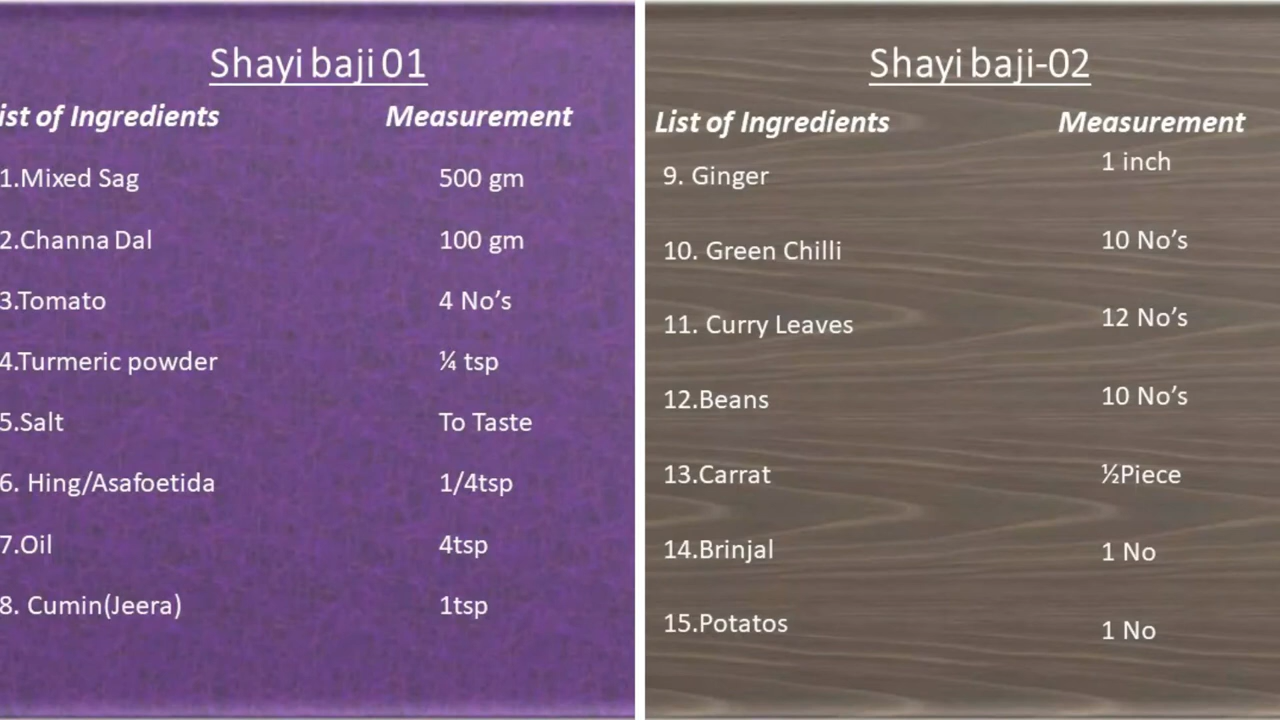 Shayi baji 01
ist of Ingredients Measurement
1.Mixed Sag 500 gm
2.Channa Dal 100 gm
3.Tomato 4 No’s
4.Turmeric powder ¼ tsp
5.Salt To Taste
6. Hing/Asafoetida 1/4tsp
7.Oil 4tsp
8. Cumin(Jeera) 1tsp
Shayi baji-02
List of Ingredients Measurement
9. Ginger 1 inch
10. Green Chilli 10 No’s
11. Curry Leaves 12 No’s
12.Beans 10 No’s
13.Carrat ½Piece
14.Brinjal 1 No
15.Potatos 1 No